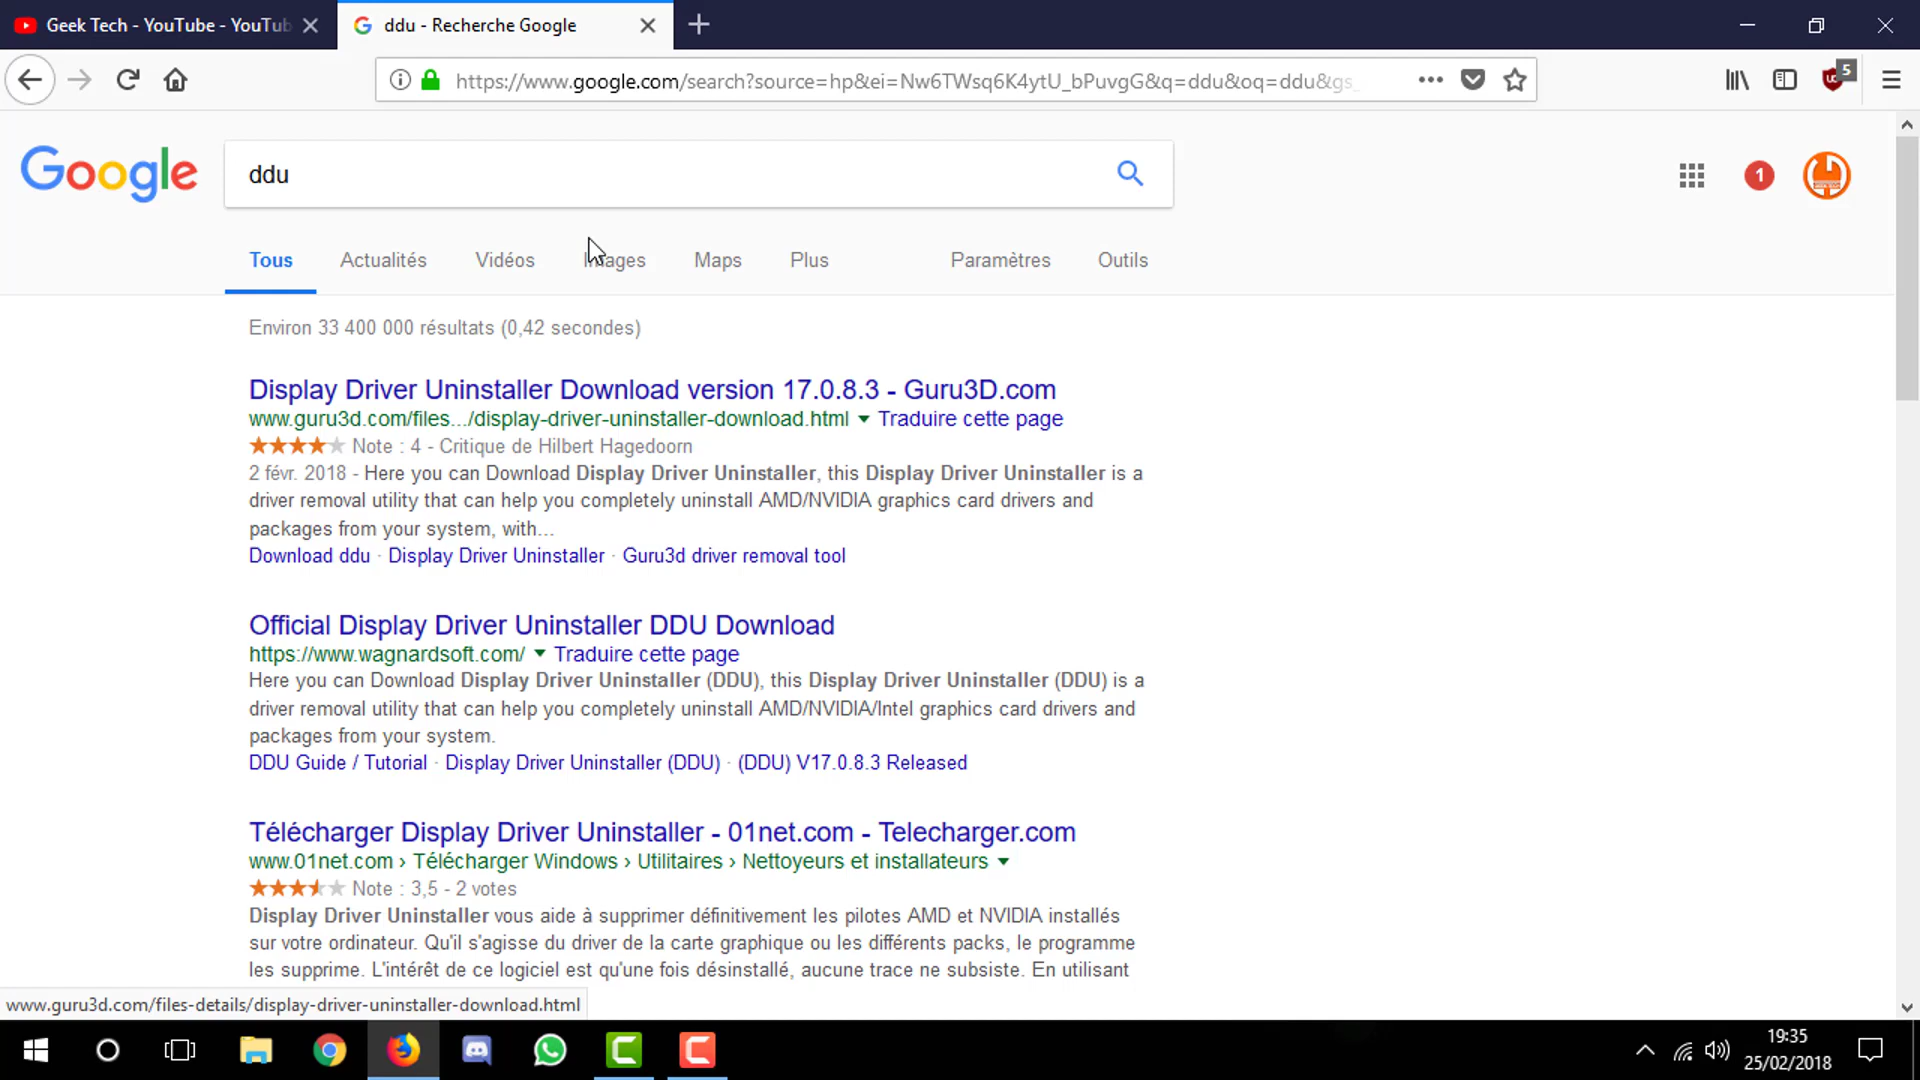 Geek Tech - YouTube - YouTub
ddu - Recherche Google
https://www.google.com/search?source=hp&ei=Nw6TWsq6K4ytU_bPuvgG&q=ddu&oq=ddu&gs_
5
Google
ddu
1
Tous Actualités Vidéos Images Maps Plus Paramètres Outils
Environ 33 400 000 résultats (0,42 secondes)
Display Driver Uninstaller Download version 17.0.8.3 - Guru3D.com
www.guru3d.com/files.../display-driver-uninstaller-download.html Traduire cette page
Note : 4 - Critique de Hilbert Hagedoorn
2 févr. 2018 - Here you can Download Display Driver Uninstaller, this Display Driver Uninstaller is a
driver removal utility that can help you completely uninstall AMD/NVIDIA graphics card drivers and
packages from your system, with...
Download ddu · Display Driver Uninstaller · Guru3d driver removal tool
Official Display Driver Uninstaller DDU Download
https://www.wagnardsoft.com/ Traduire cette page
Here you can Download Display Driver Uninstaller (DDU), this Display Driver Uninstaller (DDU) is a
driver removal utility that can help you completely uninstall AMD/NVIDIA/Intel graphics card drivers and
packages from your system.
DDU Guide / Tutorial · Display Driver Uninstaller (DDU) · (DDU) V17.0.8.3 Released
Télécharger Display Driver Uninstaller - 01net.com - Telecharger.com
www.01net.com › Télécharger Windows › Utilitaires › Nettoyeurs et installateurs
Note : 3,5 - 2 votes
Display Driver Uninstaller vous aide à supprimer définitivement les pilotes AMD et NVIDIA installés
sur votre ordinateur. Qu'il s'agisse du driver de la carte graphique ou les différents packs, le programme
les supprime. L'intérêt de ce logiciel est qu'une fois désinstallé, aucune trace ne subsiste. En utilisant
www.guru3d.com/files-details/display-driver-uninstaller-download.html
19:35
25/02/2018